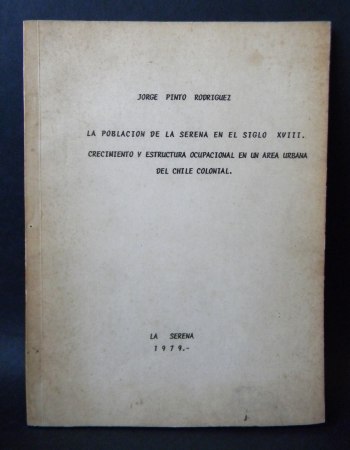 JORGE PINTO RODRIGUEZ
LA POBLACION DE LA SERENA EN EL SIGLO XVIII.
CRECIMIENTO Y ESTRUCTURA OCUPACIONAL EN UN AREA URBANA
DEL CHILE COLONIAL.
LA SERENA
1979.-